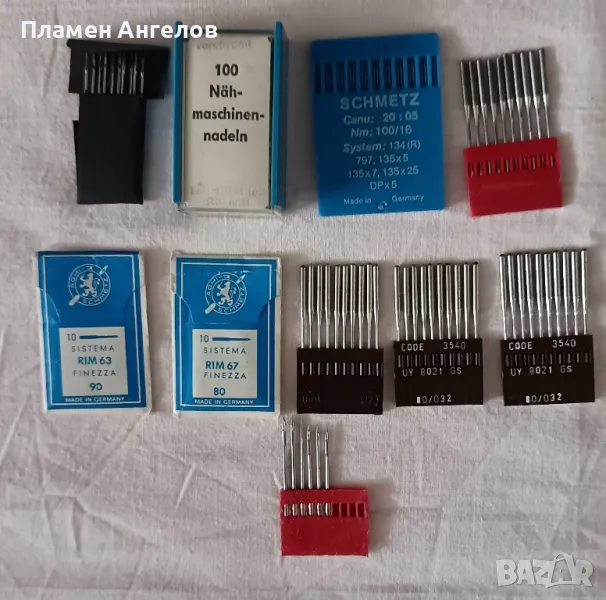 Пламен Ангелов
100
Näh-
maschinen-
nadeln
SCHMETZ
Canu: 20:05
Nm: 100/16
System: 134(R)
797, 135x5
135x7, 135x25
DPx5
Made in Germany
10
SISTEMA
RIM 63
FINEZZA
90
MADE IN GERMANY
10
SISTEMA
RIM 67
FINEZZA
80
MADE IN GERMANY
CODE 3540
UY 8021 GS
80/032
CODE 3540
UY 8021 GS
80/032
bazar